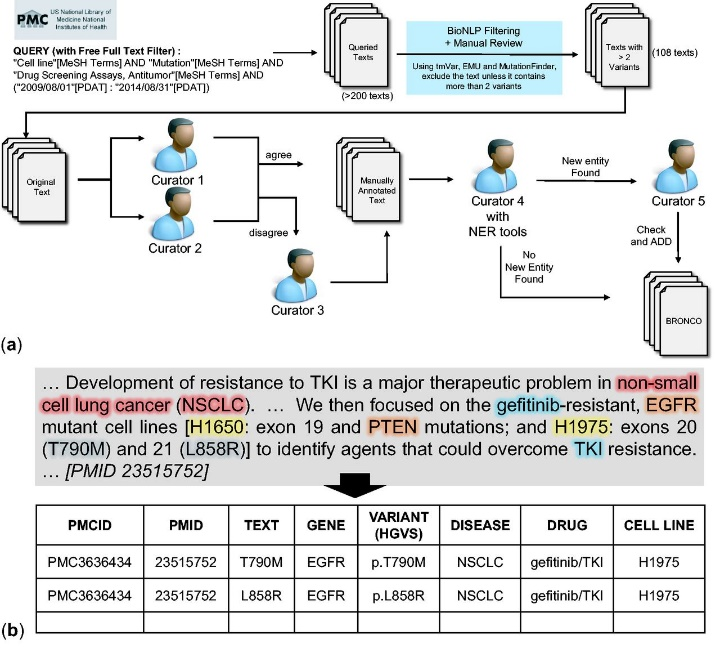 PMC
US National Library of
Medicine National
Institutes of Health
QUERY (with Free Full Text Filter) :
"Cell line"[MeSH Terms] AND "Mutation"[MeSH Terms] AND
"Drug Screening Assays, Antitumor"[MeSH Terms] AND
("2009/08/01"[PDAT] : "2014/08/31"[PDAT])
Queried
Texts
(>200 texts)
BioNLP Filtering
+ Manual Review
Using tmVar, EMU and MutationFinder,
exclude the text unless it contains
more than 2 variants
Texts with
> 2
Variants
(108 texts)
Original
Text
Curator 1
Curator 2
agree
disagree
Curator 3
Manually
Annotated
Text
Curator 4
with
NER tools
New entity
Found
No
New Entity
Found
Curator 5
Check
and ADD
BRONCO
(a)
… Development of resistance to TKI is a major therapeutic problem in non-small
cell lung cancer (NSCLC). … We then focused on the gefitinib-resistant, EGFR
mutant cell lines [H1650: exon 19 and PTEN mutations; and H1975: exons 20
(T790M) and 21 (L858R)] to identify agents that could overcome TKI resistance.
… [PMID 23515752]
PMCID PMID TEXT GENE VARIANT (HGVS) DISEASE DRUG CELL LINE
PMC3636434 23515752 T790M EGFR p.T790M NSCLC gefitinib/TKI H1975
PMC3636434 23515752 L858R EGFR p.L858R NSCLC gefitinib/TKI H1975
(b)